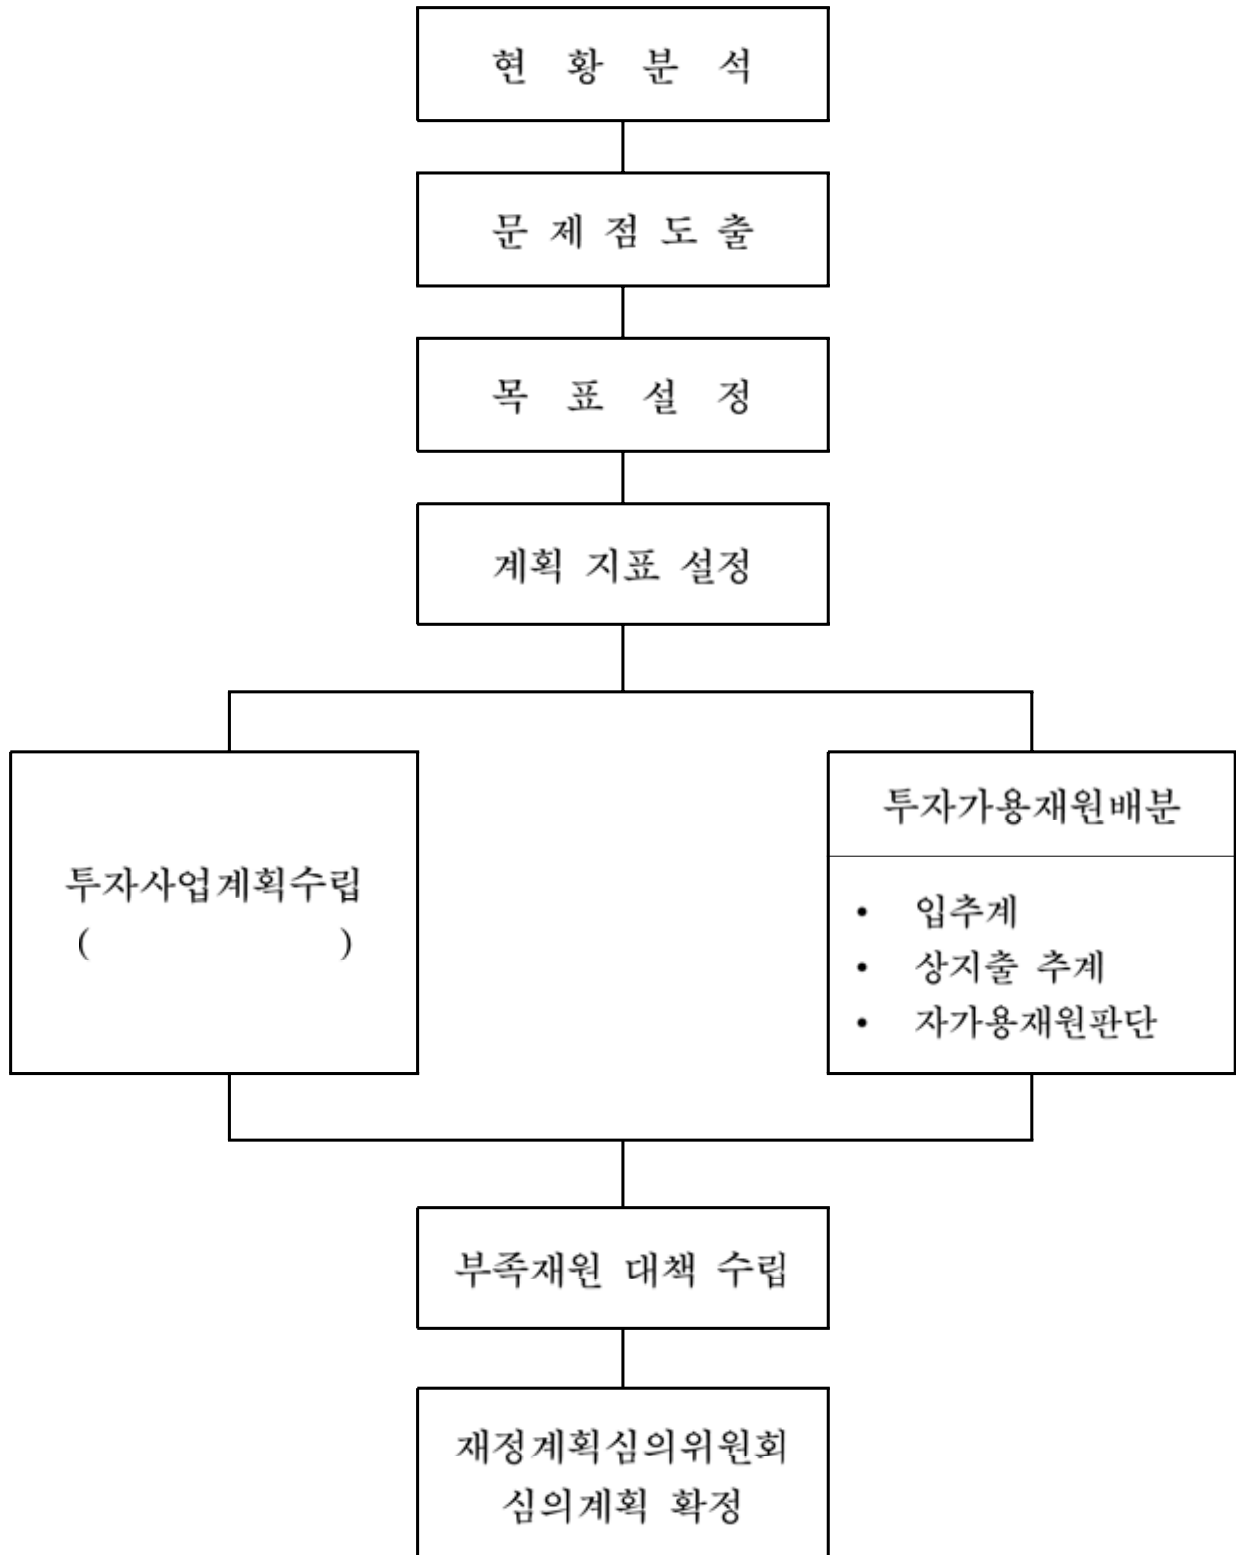 현 황 분 석
문 제 점 도 출
목 표 설 정
계획 지표 설정
투자사업계획수립
( )
투자가용재원배분
• 입추계
• 상지출 추계
• 자가용재원판단
부족재원 대책 수립
재정계획심의위원회
심의계획 확정